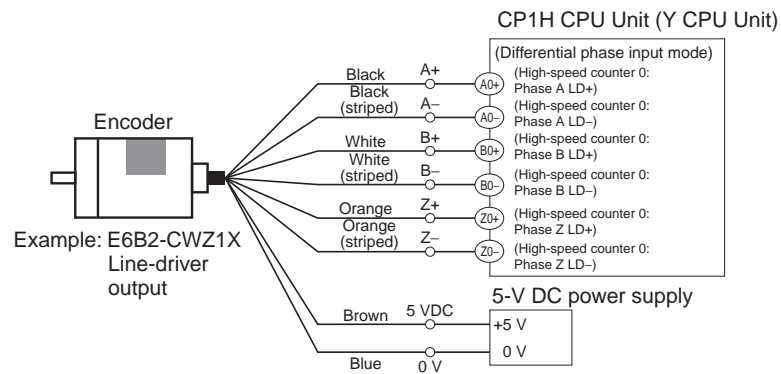 CP1H CPU Unit (Y CPU Unit)
(Differential phase input mode)
Black A+ A0+ (High-speed counter 0:
Phase A LD+)
Black
(striped) A− A0− (High-speed counter 0:
Phase A LD−)
Encoder
White B+ B0+ (High-speed counter 0:
Phase B LD+)
White
(striped) B− B0− (High-speed counter 0:
Phase B LD−)
Orange Z+ Z0+ (High-speed counter 0:
Phase Z LD+)
Orange
(striped) Z− Z0− (High-speed counter 0:
Phase Z LD−)
Example: E6B2-CWZ1X
Line-driver
output
5-V DC power supply
Brown 5 VDC +5 V
Blue 0 V 0 V